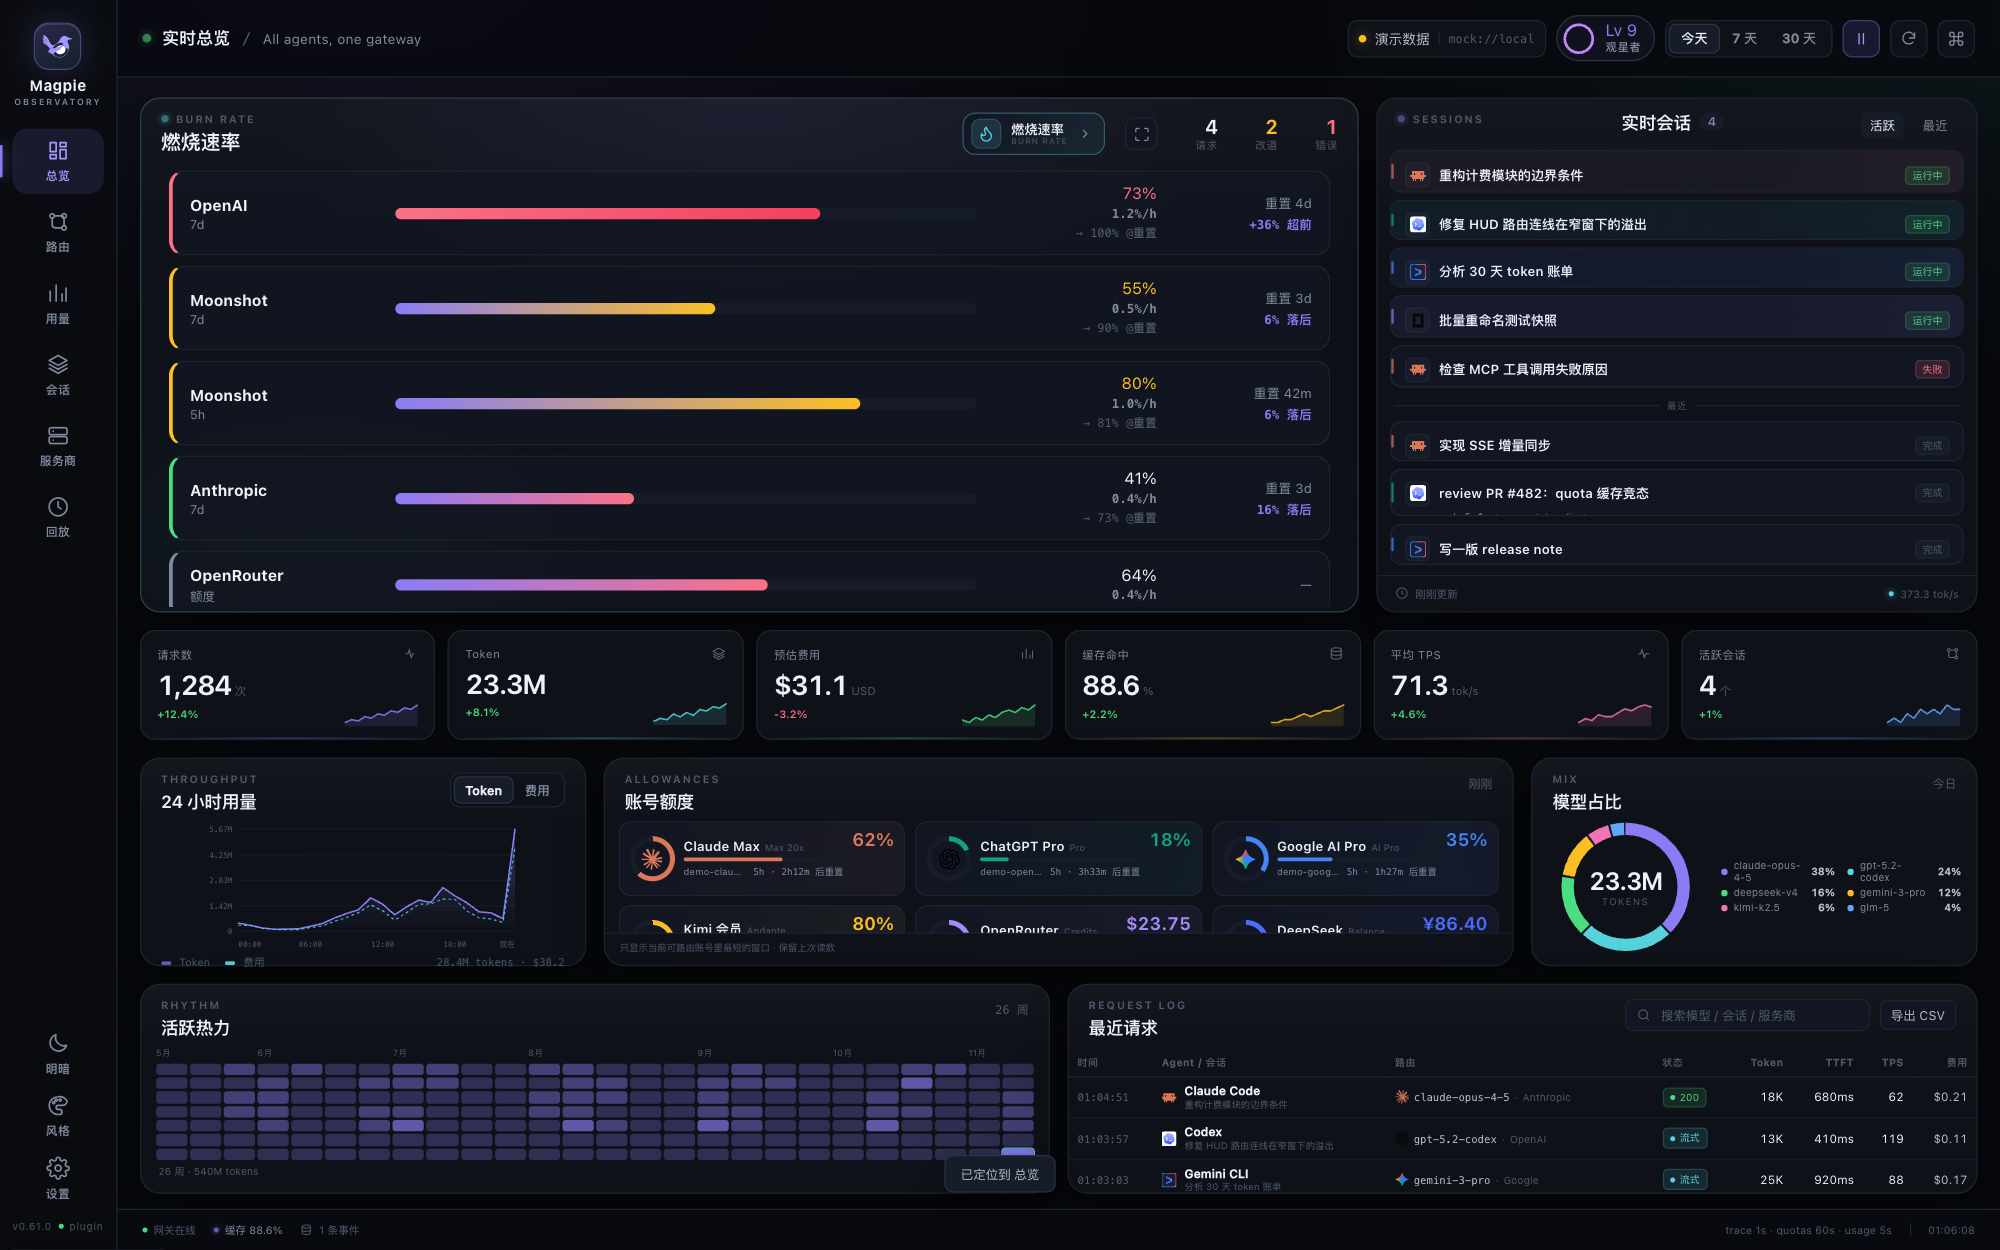 Magpie
OBSERVATORY
总览
路由
用量
会话
服务商
回放
明暗
风格
设置
v0.61.0 plugin
实时总览 / All agents, one gateway
演示数据 mock://local
Lv 9
观星者
今天 7 天 30 天
BURN RATE
燃烧速率
燃烧速率
BURN RATE
4
请求
2
改道
1
错误
OpenAI
7d
73%
1.2%/h
→ 100% @重置
重置 4d
+36% 超前
Moonshot
7d
55%
0.5%/h
→ 90% @重置
重置 3d
6% 落后
Moonshot
5h
80%
1.0%/h
→ 81% @重置
重置 42m
6% 落后
Anthropic
7d
41%
0.4%/h
→ 73% @重置
重置 3d
16% 落后
OpenRouter
额度
64%
0.4%/h
—
SESSIONS
实时会话 4
活跃 最近
重构计费模块的边界条件 运行中
修复 HUD 路由连线在窄窗下的溢出 运行中
分析 30 天 token 账单 运行中
批量重命名测试快照 运行中
检查 MCP 工具调用失败原因 失败
最近
实现 SSE 增量同步 完成
review PR #482: quota 缓存竞态 完成
写一版 release note 完成
刚刚更新 373.3 tok/s
请求数
1,284 次
+12.4%
Token
23.3M
+8.1%
预估费用
$31.1 USD
-3.2%
缓存命中
88.6 %
+2.2%
平均 TPS
71.3 tok/s
+4.6%
活跃会话
4 个
+1%
THROUGHPUT
24 小时用量
Token 费用
5.67M
4.25M
2.83M
1.42M
0
00:00 06:00 12:00 18:00 现在
Token 费用 28.4M tokens · $38.2
ALLOWANCES
账号额度
刚刚
Claude Max Max 20x 62%
demo-clau… 5h · 2h12m 后重置
ChatGPT Pro Pro 18%
demo-open… 5h · 3h33m 后重置
Google AI Pro AI Pro 35%
demo-goog… 5h · 1h27m 后重置
Kimi 会员 Andante 80%
OpenRouter Credits $23.75
DeepSeek Balance ¥86.40
只显示当前可路由账号里最短的窗口 · 保留上次读数
MIX
模型占比
今日
23.3M
TOKENS
claude-opus-4-5 38%
gpt-5.2-codex 24%
deepseek-v4 16%
gemini-3-pro 12%
kimi-k2.5 6%
glm-5 4%
RHYTHM
活跃热力
26 周
5月 6月 7月 8月 9月 10月 11月
26 周 · 540M tokens
已定位到 总览
REQUEST LOG
最近请求
搜索模型 / 会话 / 服务商
导出 CSV
时间 Agent / 会话 路由 状态 Token TTFT TPS 费用
01:04:51 Claude Code claude-opus-4-5 · Anthropic 200 18K 680ms 62 $0.21
重构计费模块的边界条件
01:03:57 Codex gpt-5.2-codex · OpenAI 流式 13K 410ms 119 $0.11
修复 HUD 路由连线在窄窗下的溢出
01:03:03 Gemini CLI gemini-3-pro · Google 流式 25K 920ms 88 $0.17
分析 30 天 token 账单
网关在线 缓存 88.6% 1 条事件
trace 1s · quotas 60s · usage 5s 01:06:08